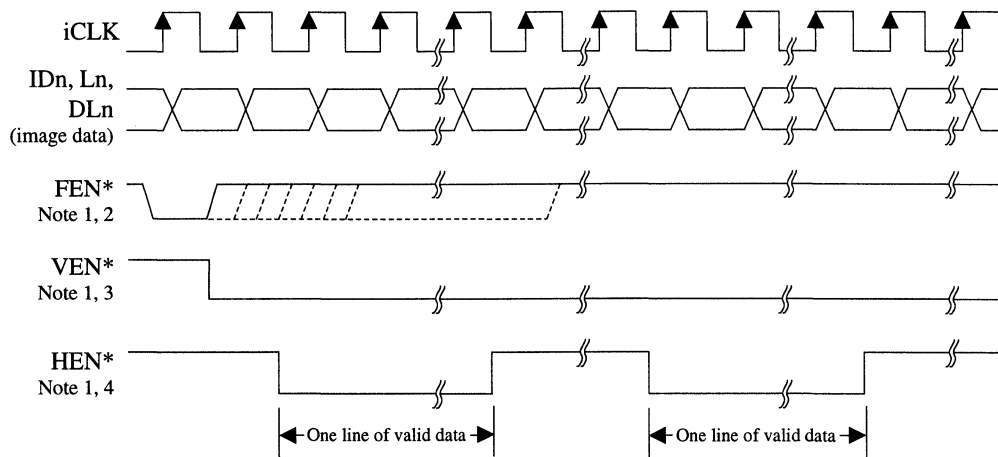 iCLK
IDn, Ln,
DLn
(image data)
FEN*
Note 1, 2
VEN*
Note 1, 3
HEN*
Note 1, 4
One line of valid data
One line of valid data